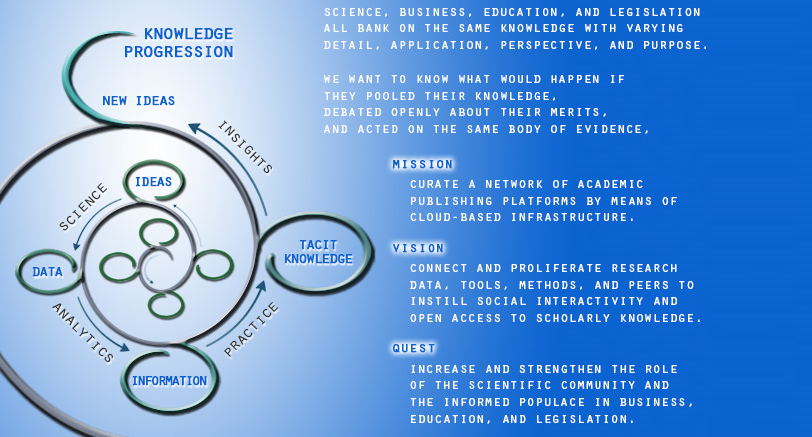 KNOWLEDGE
PROGRESSION
NEW IDEAS
INSIGHTS
IDEAS
SCIENCE
DATA
TACIT
KNOWLEDGE
ANALYTICS
PRACTICE
INFORMATION
SCIENCE, BUSINESS, EDUCATION, AND LEGISLATION
ALL BANK ON THE SAME KNOWLEDGE WITH VARYING
DETAIL, APPLICATION, PERSPECTIVE, AND PURPOSE.
WE WANT TO KNOW WHAT WOULD HAPPEN IF
THEY POOLED THEIR KNOWLEDGE,
DEBATED OPENLY ABOUT THEIR MERITS,
AND ACTED ON THE SAME BODY OF EVIDENCE,
MISSION
CURATE A NETWORK OF ACADEMIC
PUBLISHING PLATFORMS BY MEANS OF
CLOUD-BASED INFRASTRUCTURE.
VISION
CONNECT AND PROLIFERATE RESEARCH
DATA, TOOLS, METHODS, AND PEERS TO
INSTILL SOCIAL INTERACTIVITY AND
OPEN ACCESS TO SCHOLARLY KNOWLEDGE.
QUEST
INCREASE AND STRENGTHEN THE ROLE
OF THE SCIENTIFIC COMMUNITY AND
THE INFORMED POPULACE IN BUSINESS,
EDUCATION, AND LEGISLATION.